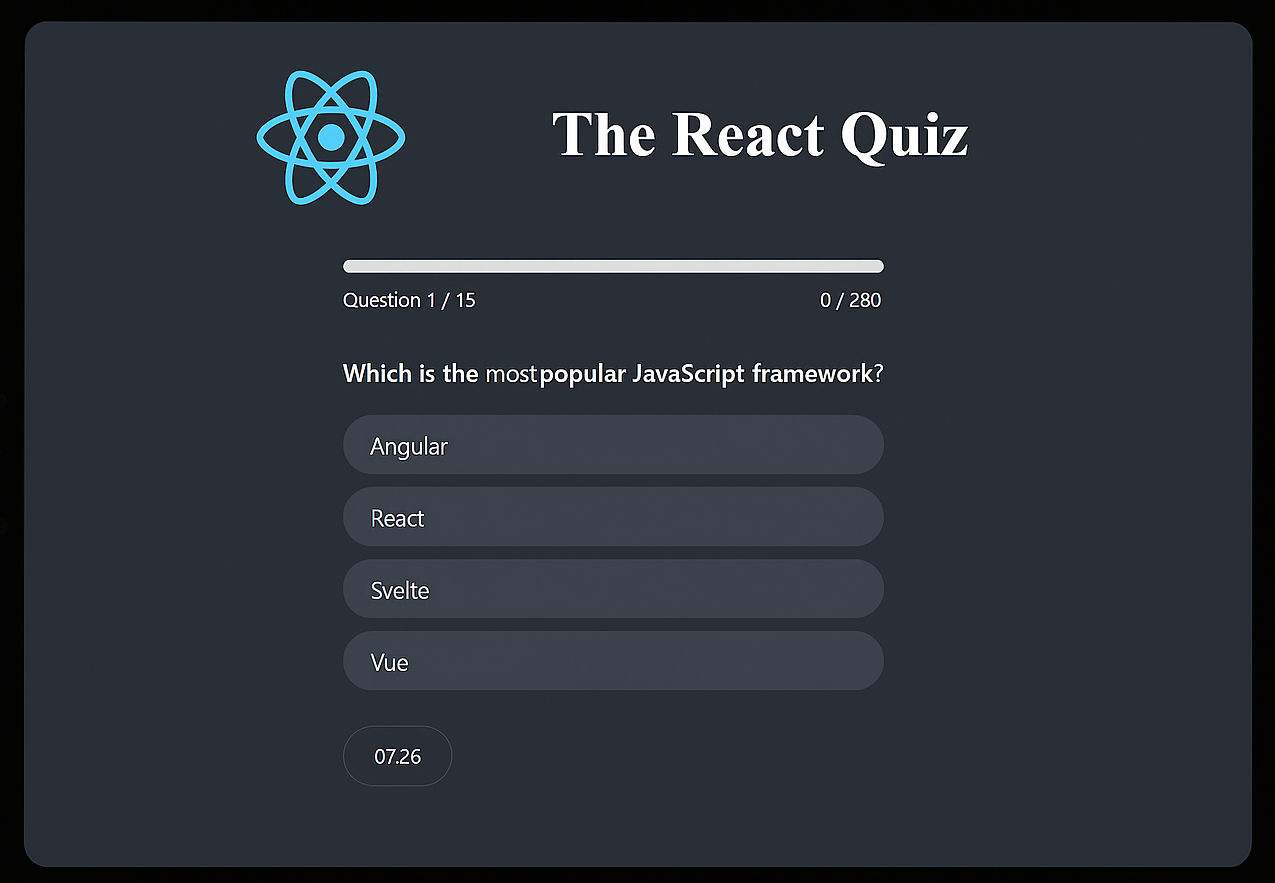 The React Quiz
Question 1 / 15
0 / 280
Which is the most popular JavaScript framework?
Angular
React
Svelte
Vue
07.26